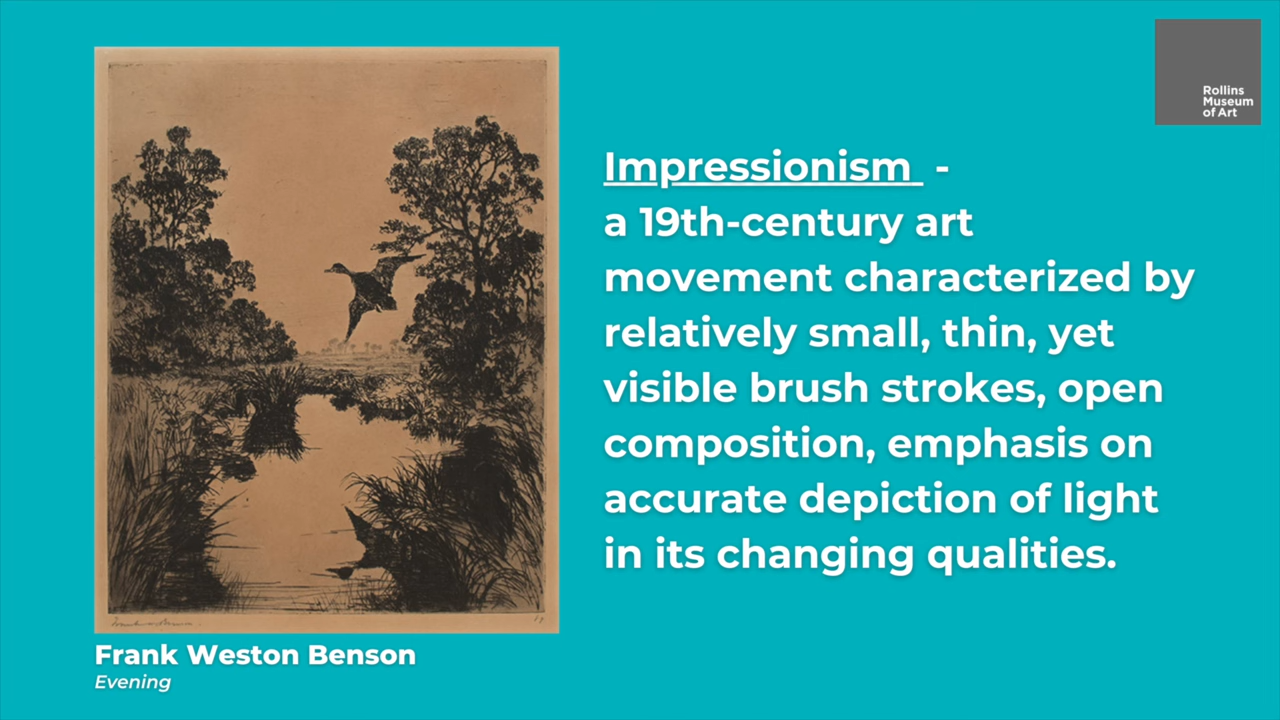 Rollins
Museum
of Art
Impressionism -
a 19th-century art
movement characterized by
relatively small, thin, yet
visible brush strokes, open
composition, emphasis on
accurate depiction of light
in its changing qualities.
Frank Weston Benson
Evening